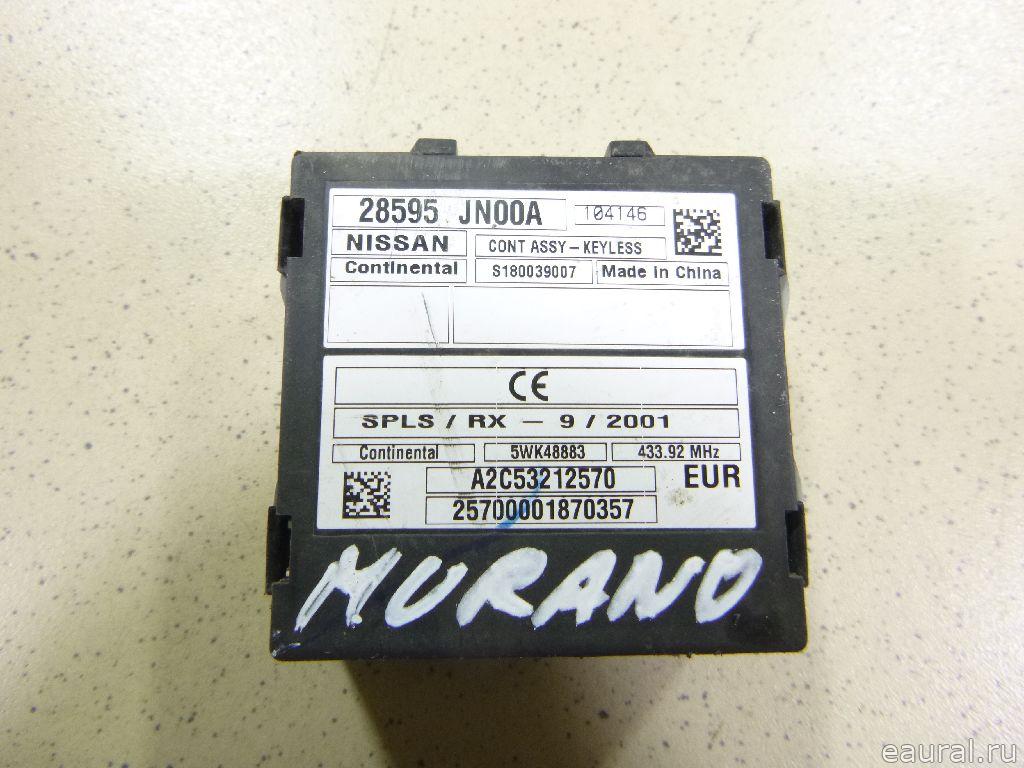 28595 JN00A 104146
NISSAN CONT ASSY-KEYLESS
Continental S180039007 Made in China
CE
SPLS / RX - 9 / 2001
Continental 5WK48883 433.92 MHz
A2C53212570 EUR
25700001870357
MURANO
eaural.ru